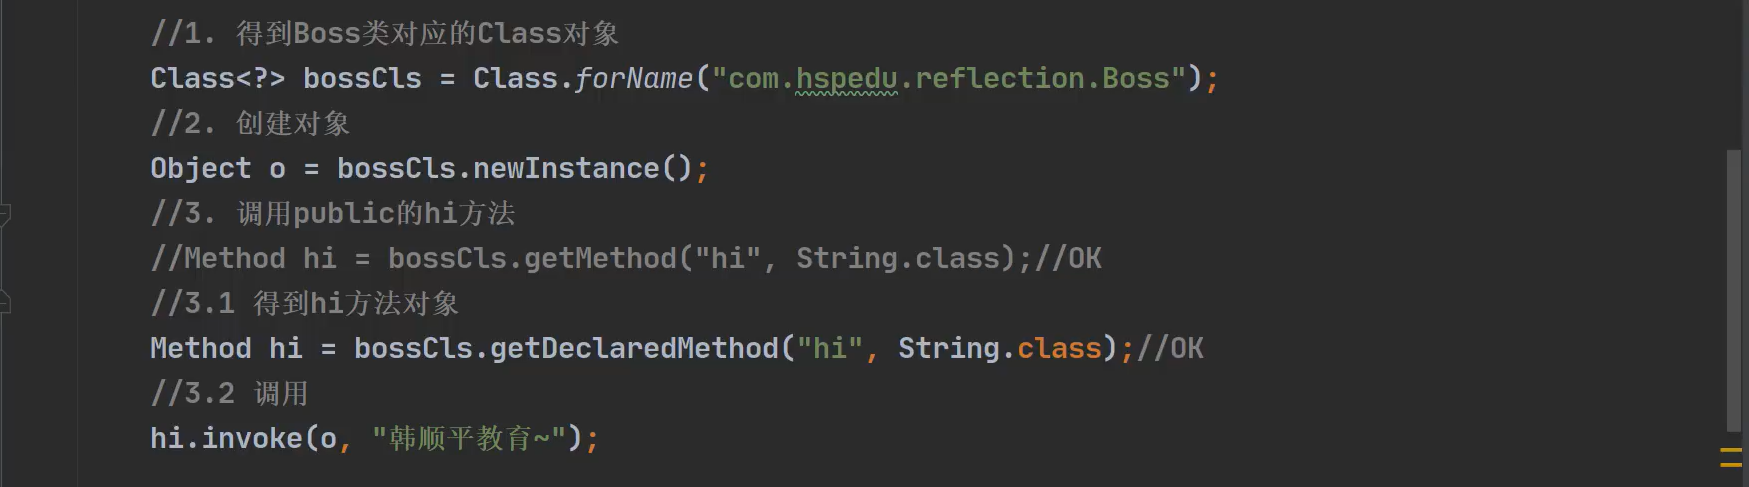 //1. 得到Boss类对应的Class对象
Class<?> bossCls = Class.forName("com.hspedu.reflection.Boss");
//2. 创建对象
Object o = bossCls.newInstance();
//3. 调用public的hi方法
//Method hi = bossCls.getMethod("hi", String.class);//OK
//3.1 得到hi方法对象
Method hi = bossCls.getDeclaredMethod("hi", String.class);//OK
//3.2 调用
hi.invoke(o, "韩顺平教育~");